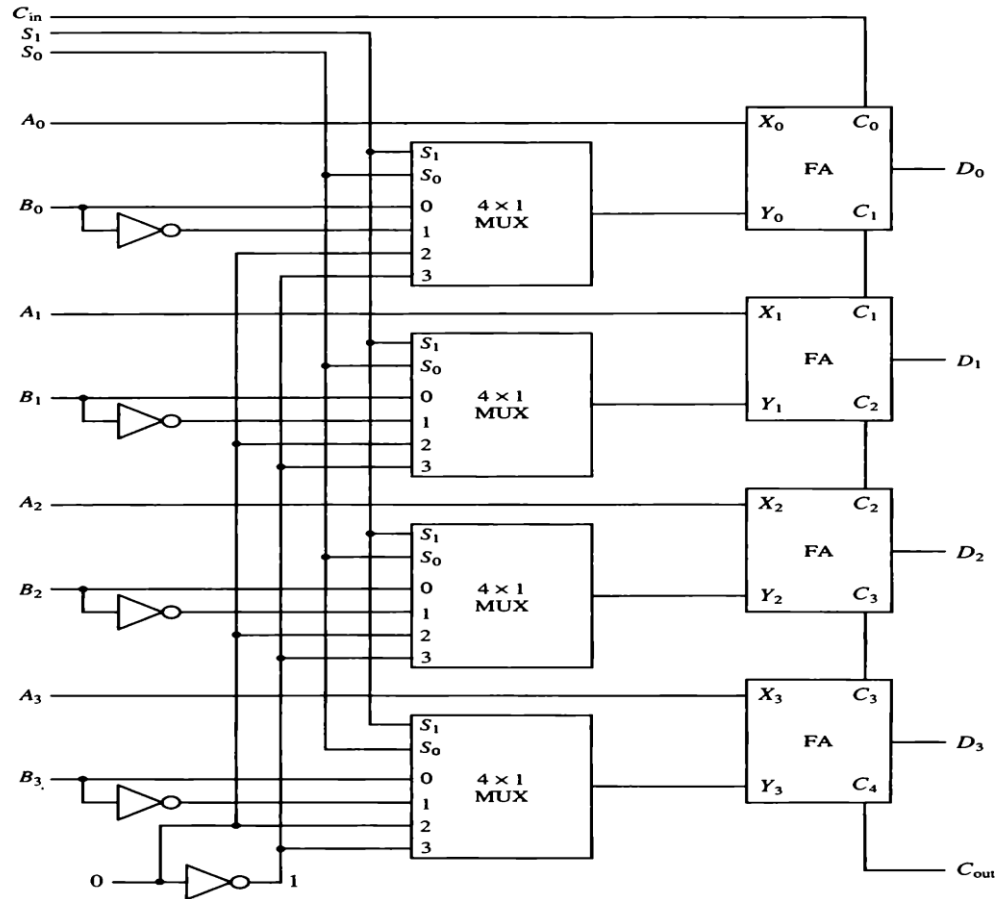 C_in
S_1
S_0
A_0 X_0 C_0
S_1
S_0 FA D_0
B_0 0 4 × 1
MUX Y_0 C_1
1
2
3
A_1 X_1 C_1
S_1
S_0 FA D_1
B_1 0 4 × 1
MUX Y_1 C_2
1
2
3
A_2 X_2 C_2
S_1
S_0 FA D_2
B_2 0 4 × 1
MUX Y_2 C_3
1
2
3
A_3 X_3 C_3
S_1
S_0 FA D_3
B_3 0 4 × 1
MUX Y_3 C_4
1
2
3
0 1 C_out